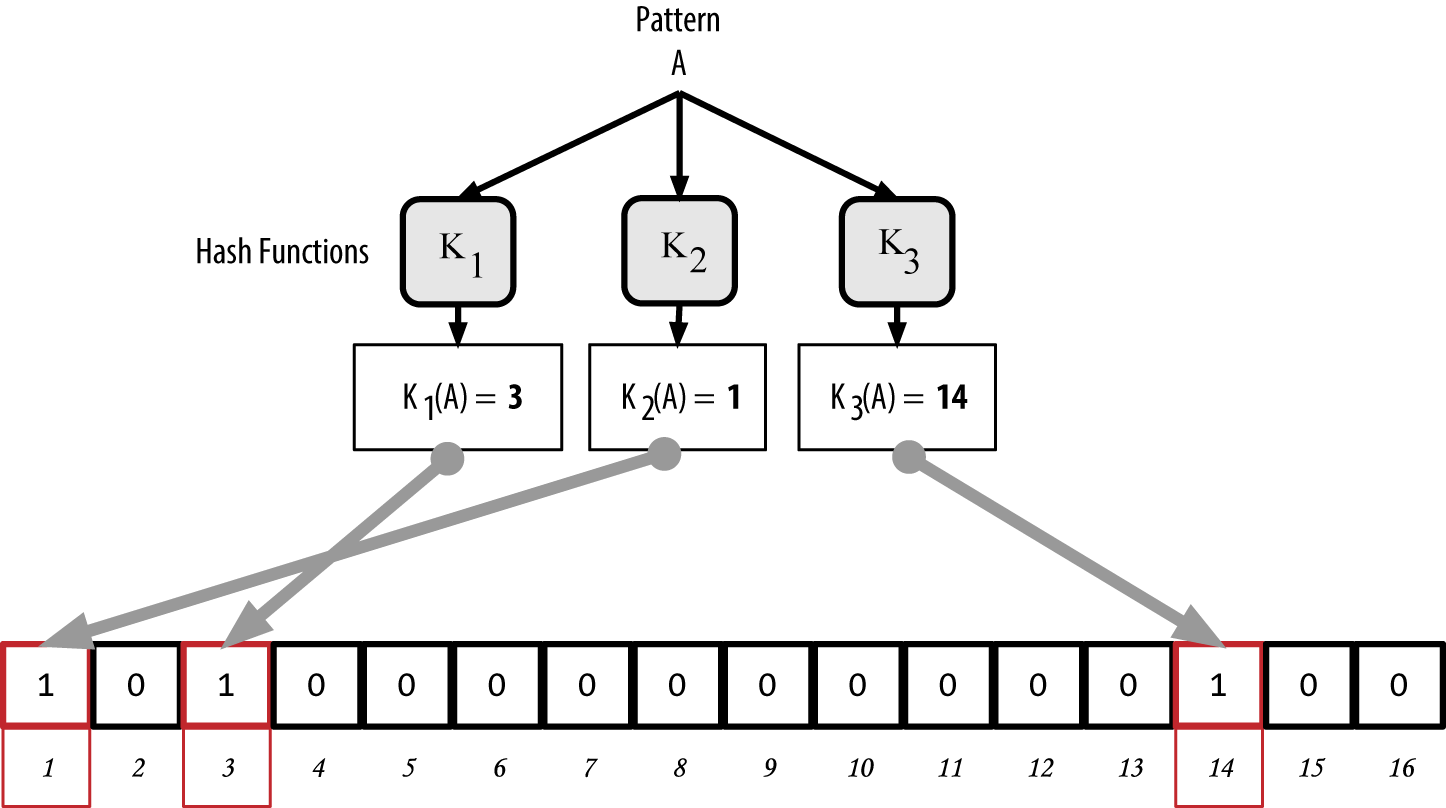 Pattern
A
Hash Functions
K1
K2
K3
K1(A) = 3
K2(A) = 1
K3(A) = 14
1 0 1 0 0 0 0 0 0 0 0 0 0 1 0 0
1 2 3 4 5 6 7 8 9 10 11 12 13 14 15 16